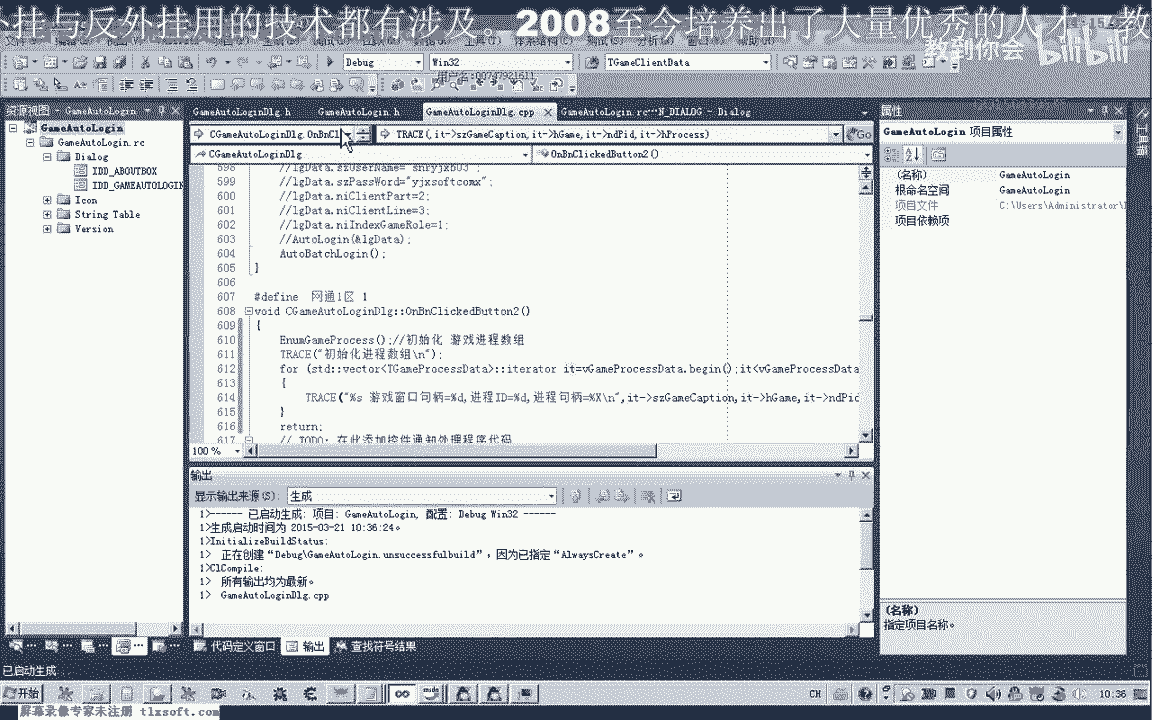 挂与反外挂用的技术都有涉及。2008至今培养出了大量优秀的人才,教
教到你会 bilibili
Debug Win32 TGameClientData
资源视图 - GameAutoLogin
GameAutoLogin
GameAutoLogin.rc
Dialog
IDD_ABOUTBOX
IDD_GAMEAUTOLOGIN
Icon
String Table
Version
GameAutoLoginDlg.h GameAutoLogin.h GameAutoLoginDlg.cpp GameAutoLogin.rc N_DIALOG - Dialog
CGameAutoLoginDlg.OnBnCl TRACE(,it->szGameCaption,it->hGame,it->ndPid,it->hProcess) Go
CGameAutoLoginDlg OnBnClickedButton2()
599 //lgData.szPassWord="yjxsoftcomx";
600 //lgData.niClientPart=2;
601 //lgData.niClientLine=3;
602 //lgData.niIndexGameRole=1;
603 //AutoLogin(&lgData);
604 AutoBatchLogin();
605 }
606
607 #define 网通1区 1
608 void CGameAutoLoginDlg::OnBnClickedButton2()
609 {
610 EnumGameProcess();//初始化 游戏进程数组
611 TRACE("初始化进程数组\n");
612 for (std::vector<TGameProcessData>::iterator it=vGameProcessData.begin();it<vGameProcessData
613 {
614 TRACE("%s 游戏窗口句柄=%d,进程ID=%d,进程句柄=%X\n",it->szGameCaption,it->hGame,it->ndPid
615 }
616 return;
617 // TODO: 在此添加控件通知处理程序代码
100 %
输出
显示输出来源(S): 生成
1>------ 已启动生成: 项目: GameAutoLogin, 配置: Debug Win32 ------
1>生成启动时间为 2015-03-21 10:36:24。
1>InitializeBuildStatus:
1> 正在创建“Debug\GameAutoLogin.unsuccessfulbuild”,因为已指定“AlwaysCreate”。
1>ClCompile:
1> 所有输出均为最新。
1> GameAutoLoginDlg.cpp
代码定义窗口 输出 查找符号结果
属性
GameAutoLogin 项目属性
(名称) GameAutoLogin
根命名空间 GameAutoLogin
项目文件 C:\Users\Administrator\
项目依赖项
(名称)
指定项目名称。
工具箱
已启动生成
开始 CH 10:36
屏幕录像专家未注册 tlxsoft.com